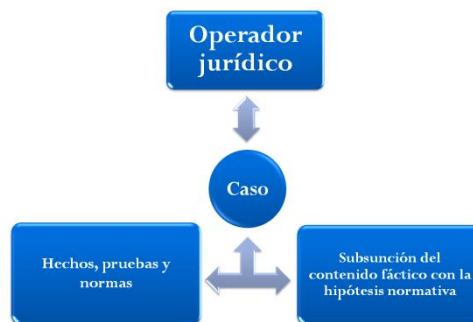 Operador
jurídico
Caso
Hechos, pruebas y
normas
Subsunción del
contenido fáctico con la
hipótesis normativa